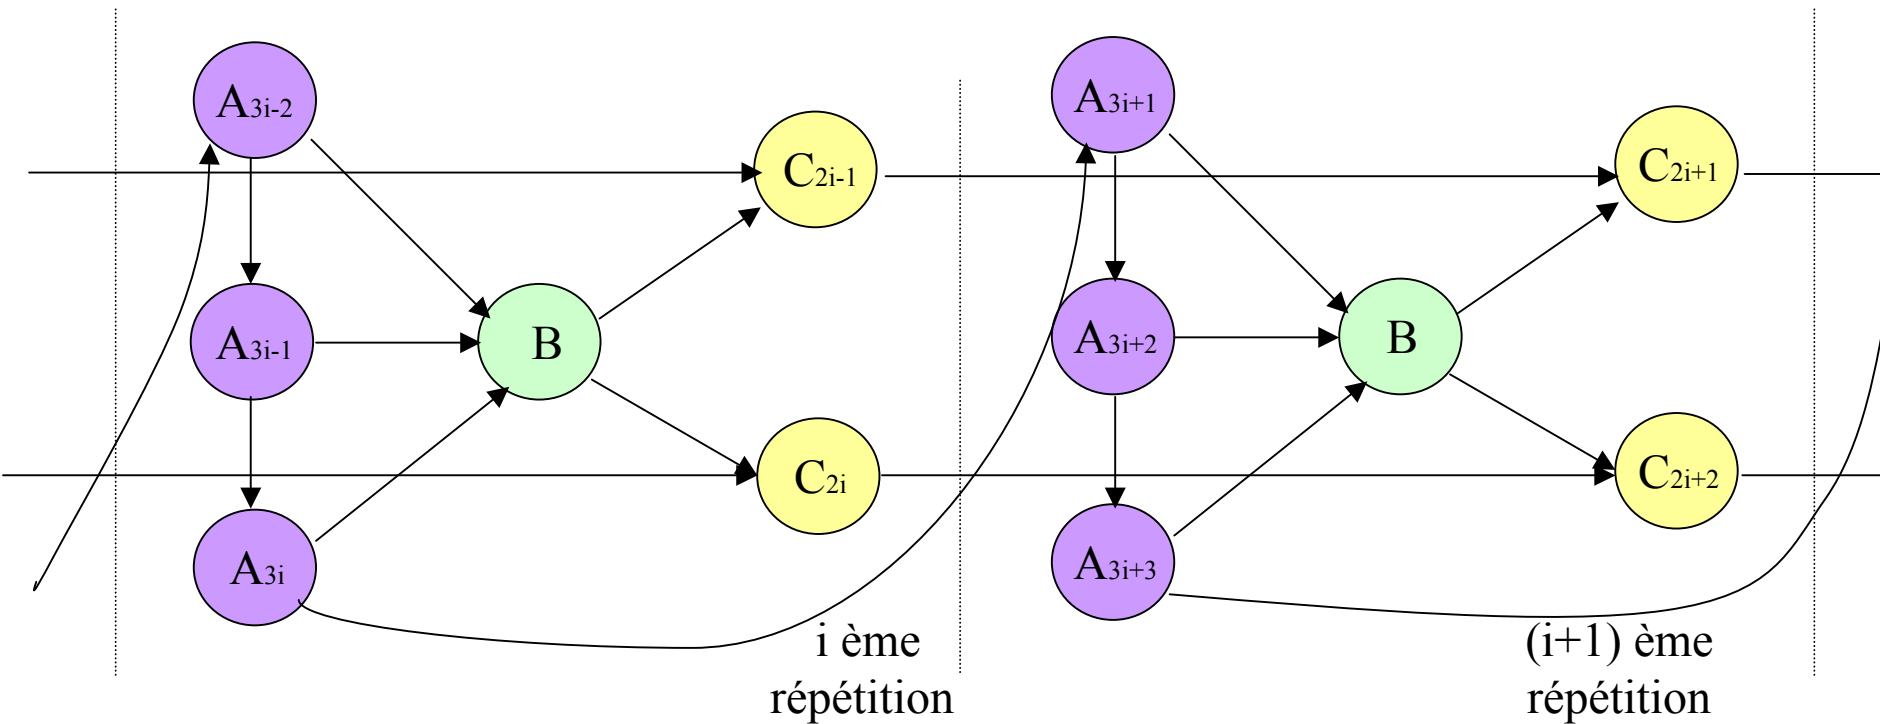 A3i-2
C2i-1
A3i-1
B
C2i
A3i
i ème
répétition
A3i+1
C2i+1
A3i+2
B
C2i+2
A3i+3
(i+1) ème
répétition